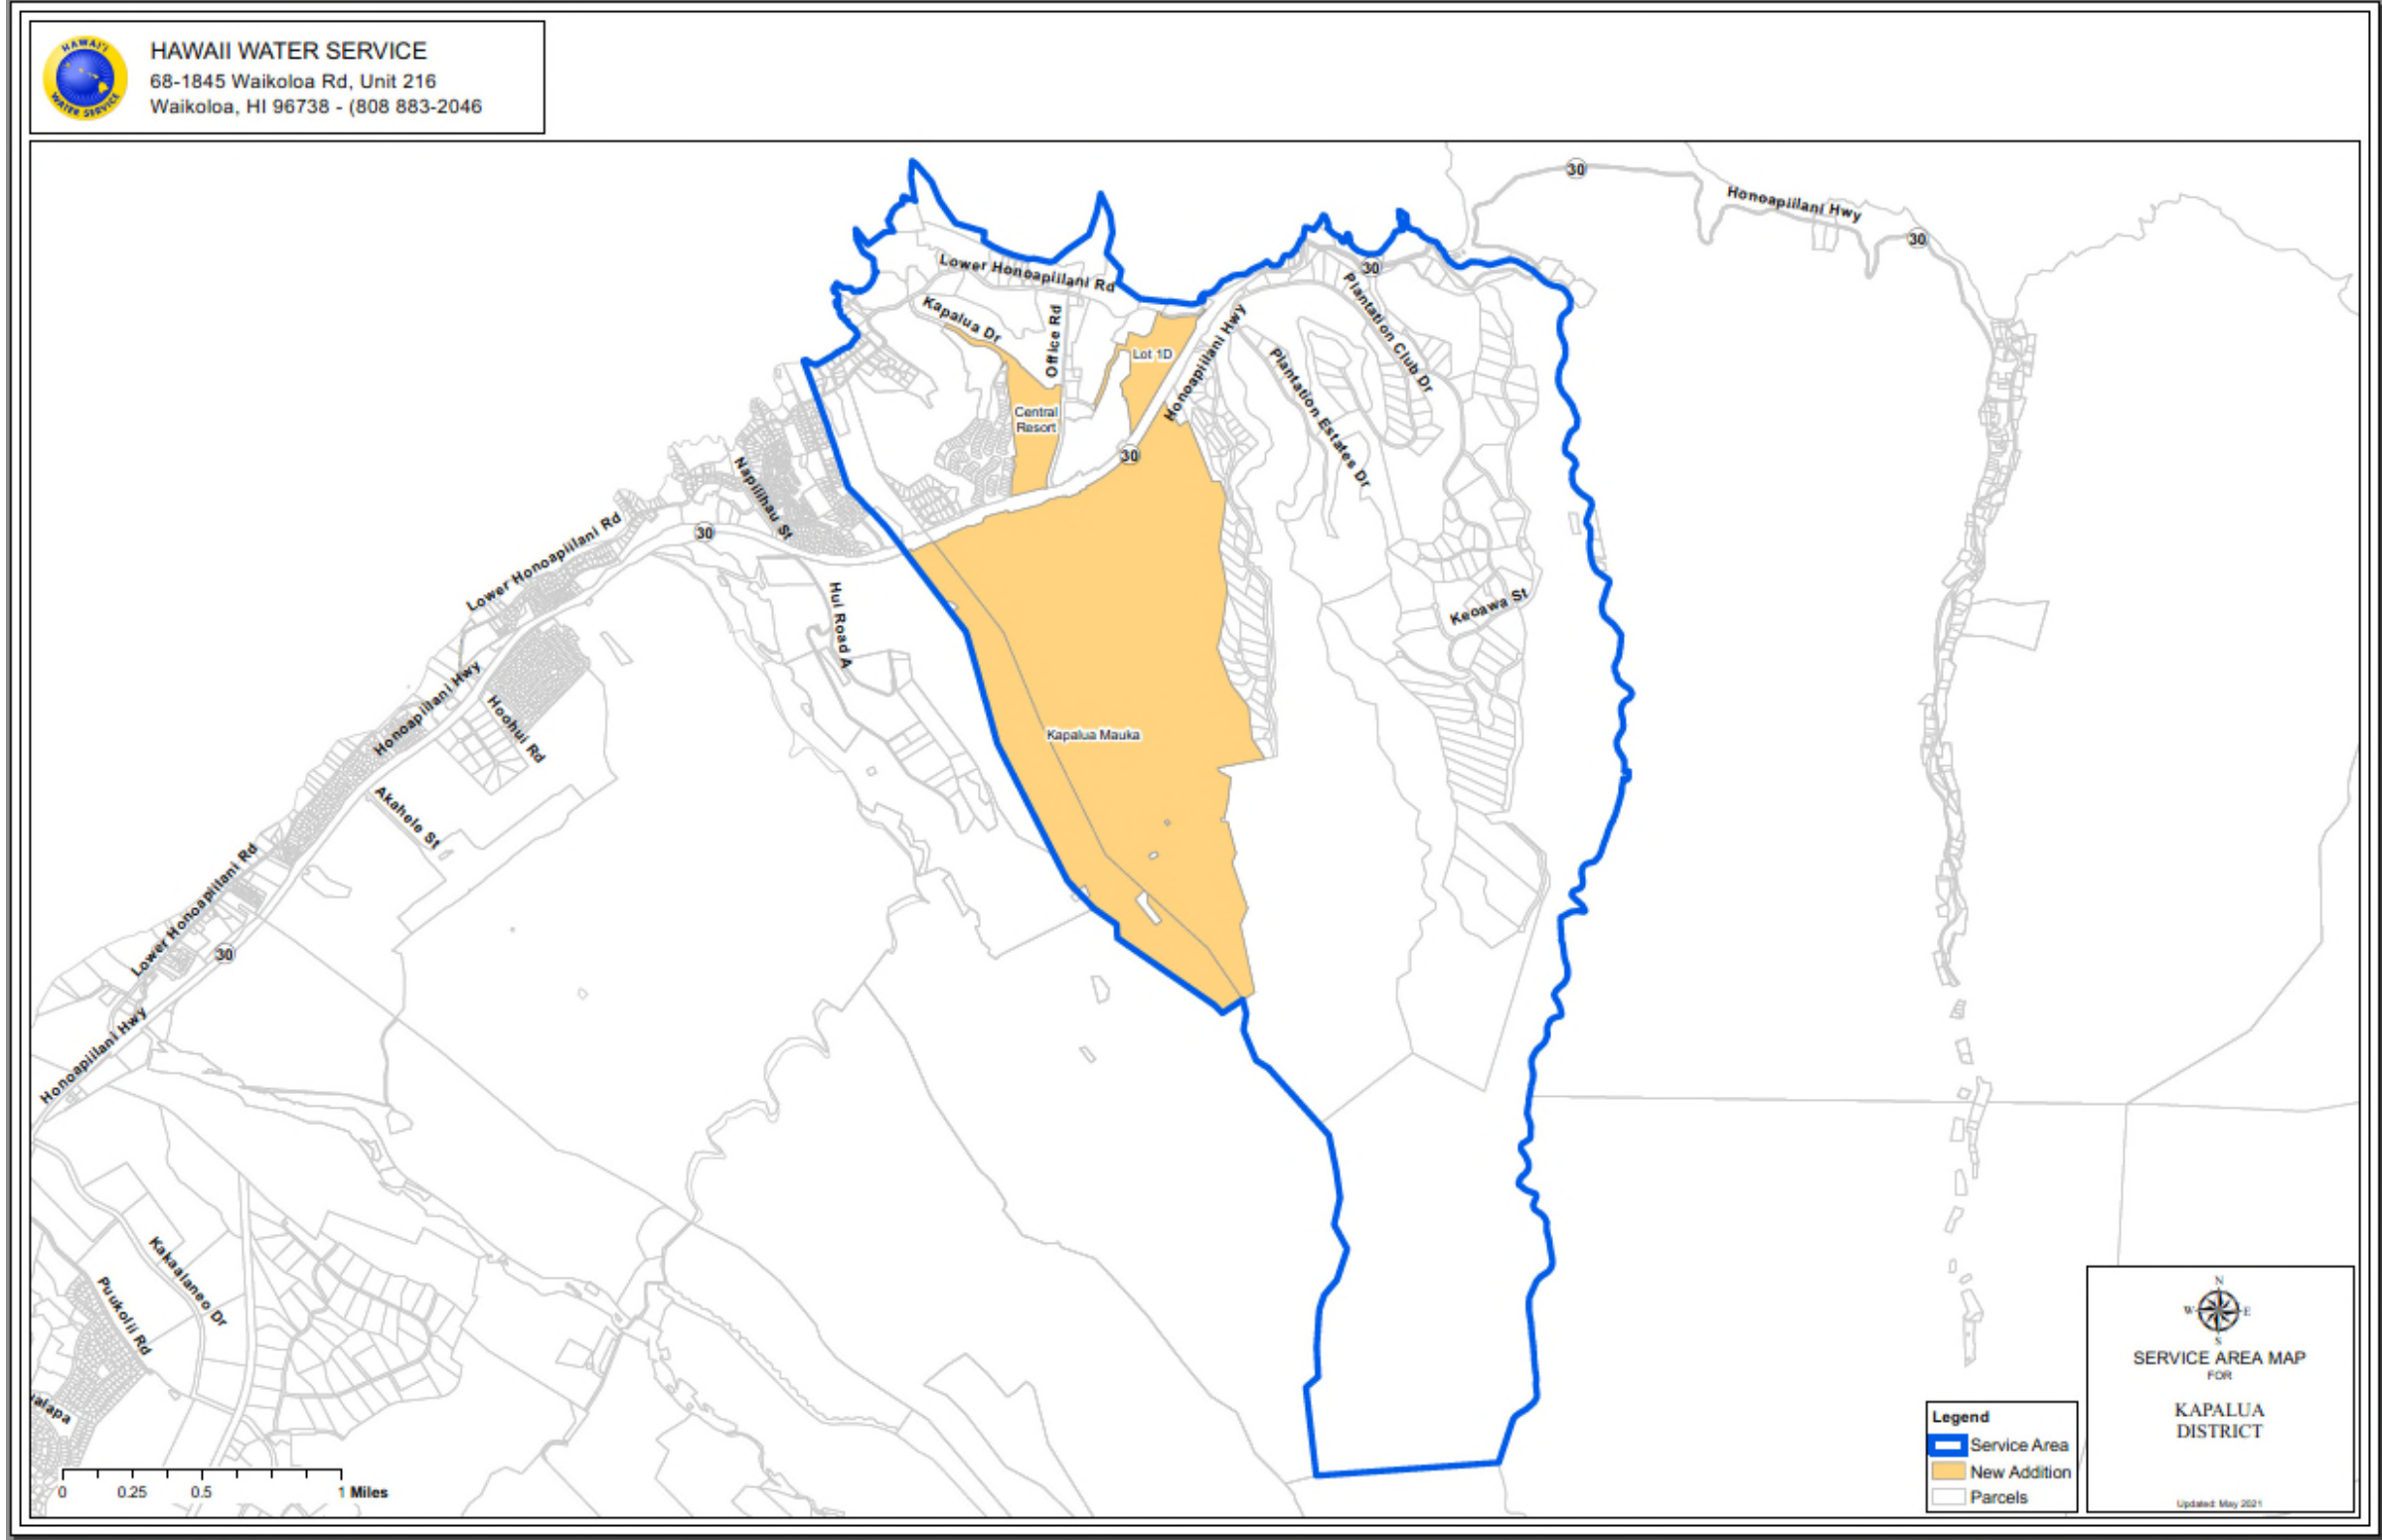 HAWAI'I
WATER SERVICE
HAWAII WATER SERVICE
68-1845 Waikoloa Rd, Unit 216
Waikoloa, HI 96738 - (808 883-2046
30
Honoapiilani Hwy
30
Lower Honoapiilani Rd
30
Kapalua Dr
Office Rd
Plantation Club Dr
Lot 1D
Honoapiilani Hwy
Plantation Estates Dr
Central
Resort
30
Napilihau St
Lower Honoapiilani Rd
30
Hui Road A
Keoawa St
Honoapiilani Hwy
Hoohui Rd
Kapalua Mauka
Akahele St
Lower Honoapiilani Rd
30
Honoapiilani Hwy
Kakaalaneo Dr
Puukolii Rd
alapa
0 0.25 0.5 1 Miles
Legend
Service Area
New Addition
Parcels
N
W E
S
SERVICE AREA MAP
FOR
KAPALUA
DISTRICT
Updated: May 2021